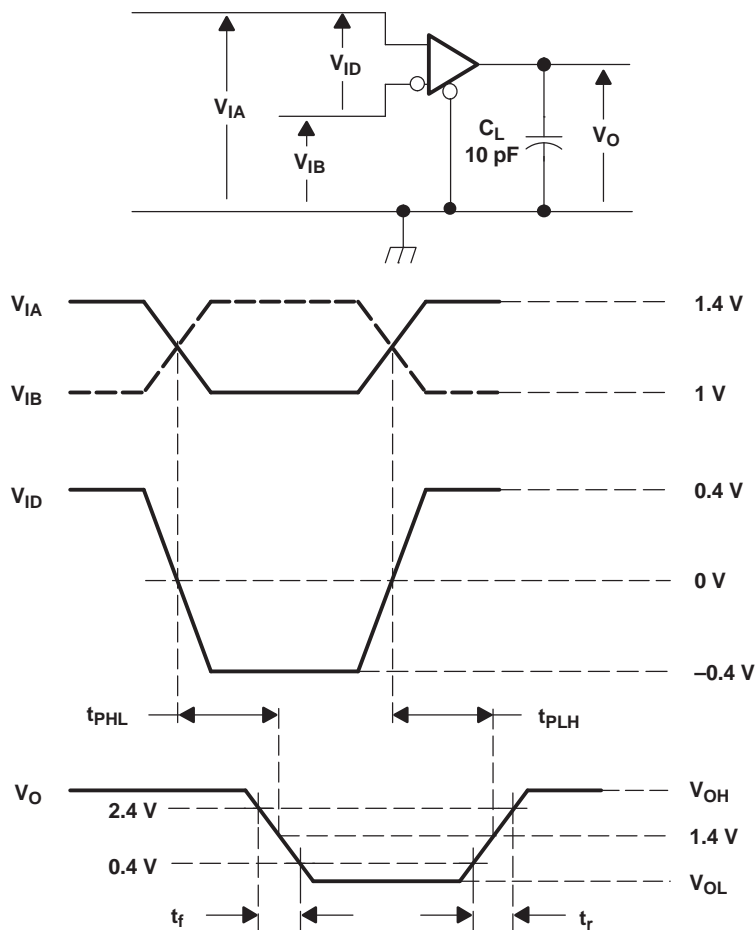 V_ID
V_IA
V_IB
C_L
10 pF
V_O
V_IA
1.4 V
V_IB
1 V
V_ID
0.4 V
0 V
–0.4 V
t_PHL
t_PLH
V_O
V_OH
2.4 V
1.4 V
0.4 V
V_OL
t_f
t_r